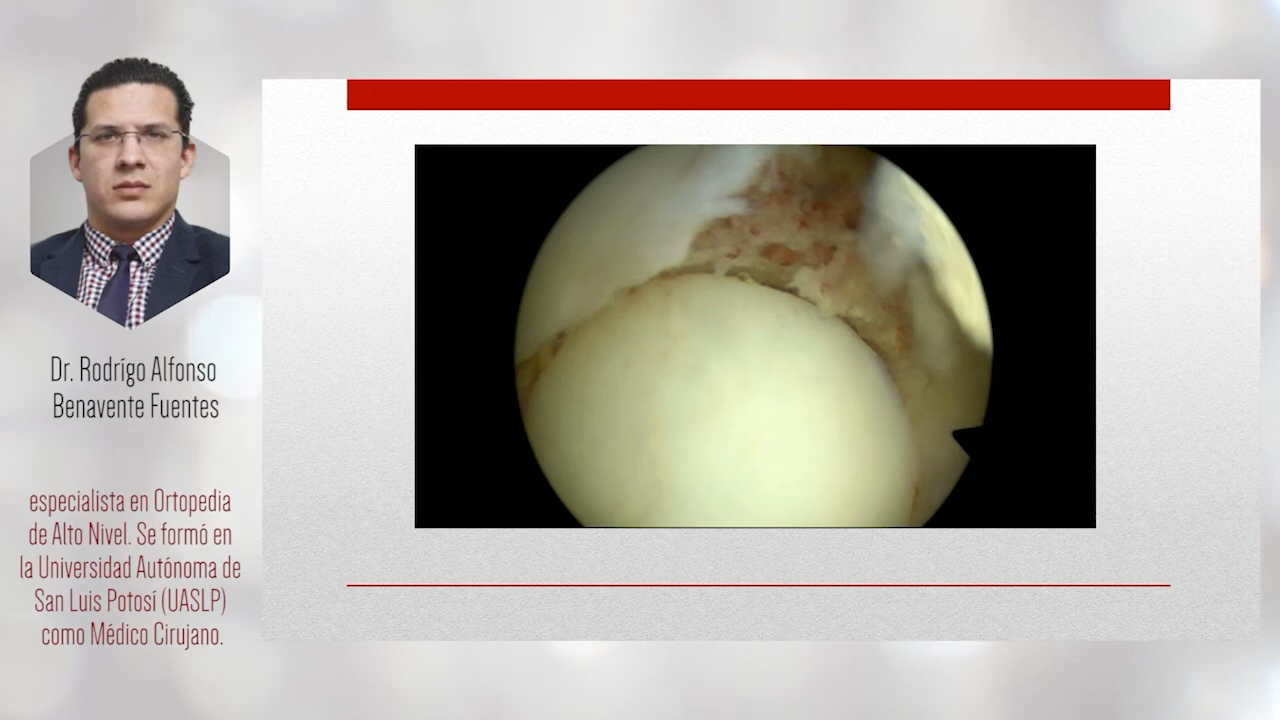 Dr. Rodrígo Alfonso
Benavente Fuentes
especialista en Ortopedia
de Alto Nivel. Se formó en
la Universidad Autónoma de
San Luis Potosí (UASLP)
como Médico Cirujano.